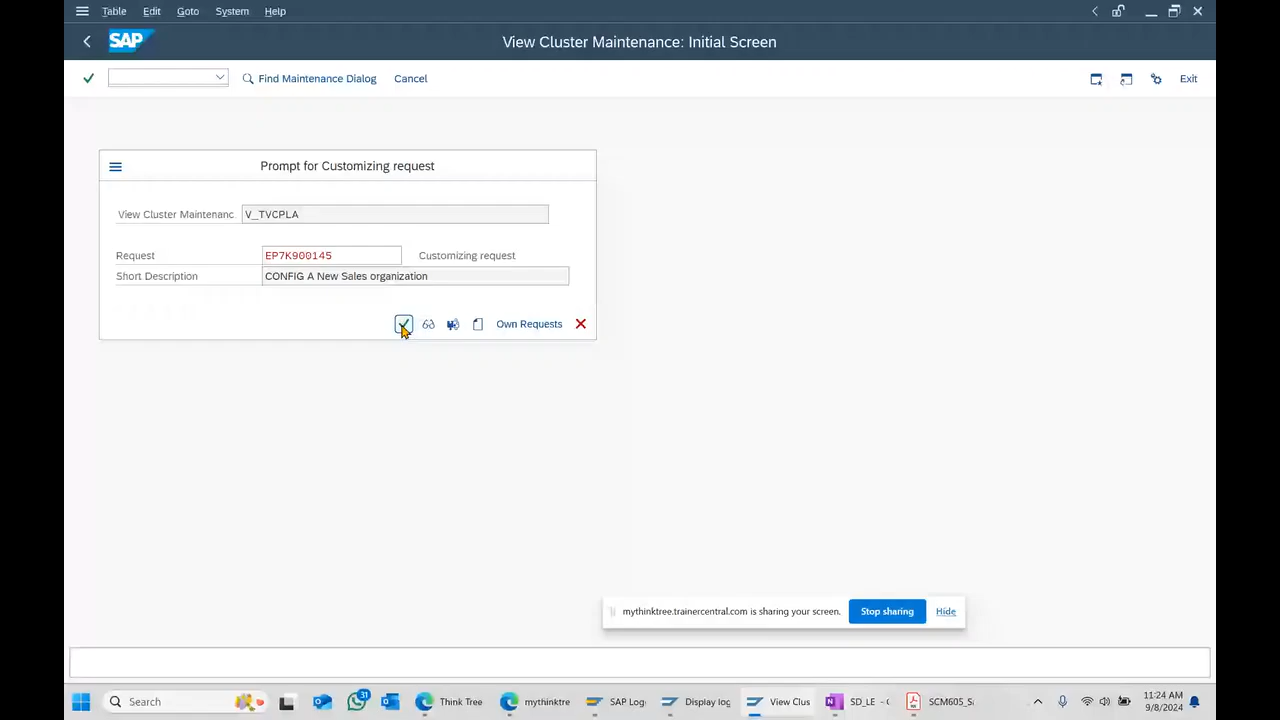 Table Edit Goto System Help
SAP View Cluster Maintenance: Initial Screen
Find Maintenance Dialog Cancel Exit
Prompt for Customizing request
View Cluster Maintenanc V_TVCPLA
Request EP7K900145 Customizing request
Short Description CONFIG A New Sales organization
Own Requests
mythinktree.trainercentral.com is sharing your screen. Stop sharing Hide
Search 31 Think Tree mythinktre SAP Log Display log View Clus SD_LE - SCM605_S 11:24 AM
9/8/2024